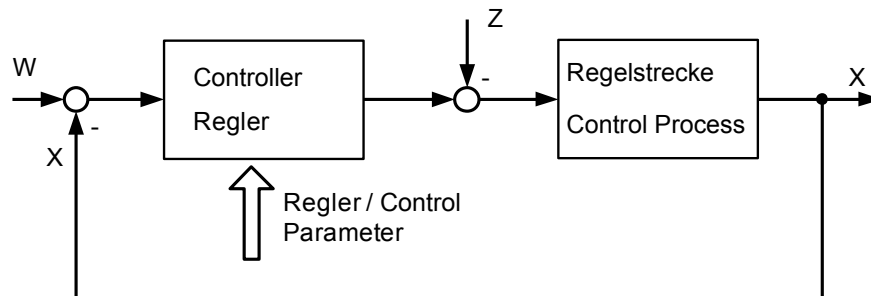 W
-
X
Controller
Regler
Regler / Control
Parameter
Z
-
Regelstrecke
Control Process
X